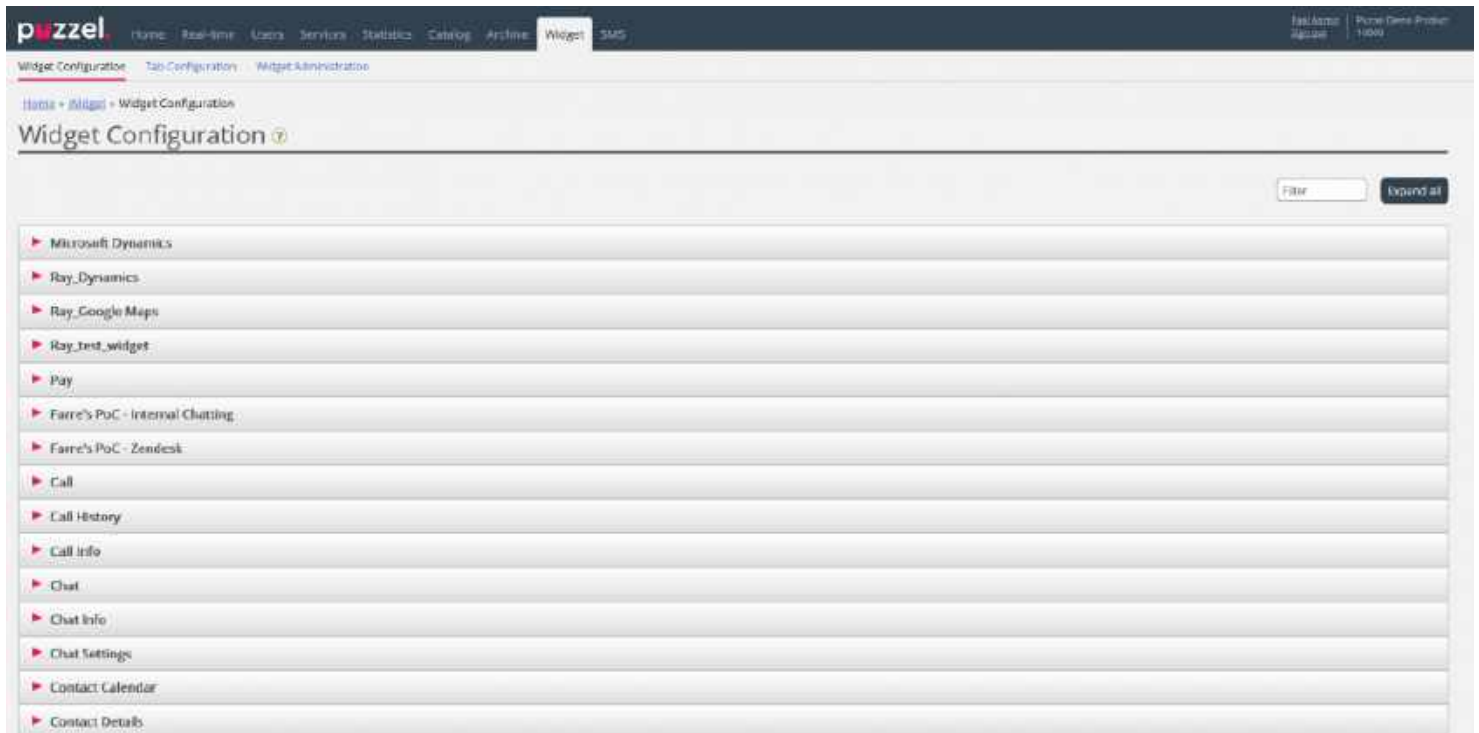 puzzel
Home Real-time Users Services Statistics Catalog Archive Widget SMS
Widget Configuration Tab Configuration Widget Administration
Home » Widget » Widget Configuration
Widget Configuration ?
Filter Expand all
Microsoft Dynamics
Ray_Dynamics
Ray_Google Maps
Ray_test_widget
Pay
Farre's PoC - Internal Chatting
Farre's PoC - Zendesk
Call
Call History
Call Info
Chat
Chat Info
Chat Settings
Contact Calendar
Contact Details